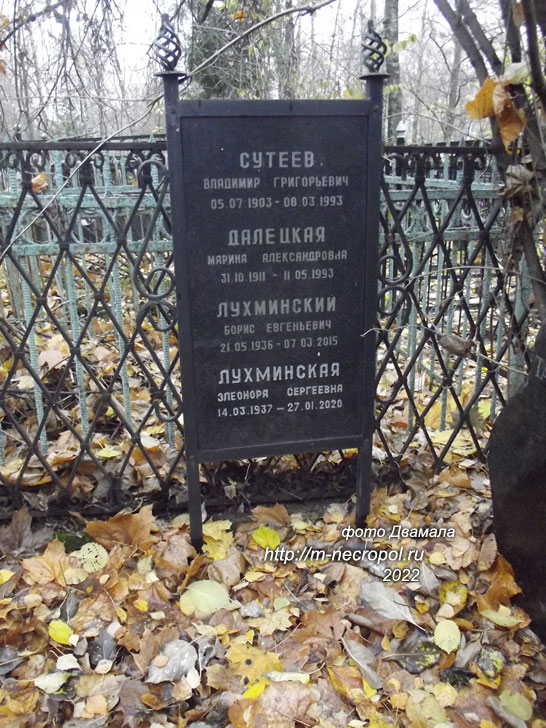 СУТЕЕВ.
ВЛАДИМИР ГРИГОРЬЕВИЧ
05.07 1903 - 08.03 1993
ДАЛЕЦКАЯ
МАРИНА АЛЕКСАНДРОВНА
31.10 1911 - 11.05 1993
ЛУХМИНСКИЙ
БОРИС ЕВГЕНЬЕВИЧ
21.05.1936 - 07.03.2015
ЛУХМИНСКАЯ
ЭЛЕОНОРА СЕРГЕЕВНА
14.03.1937 - 27.01.2020
фото Двамала
http://m-necropol.ru
2022